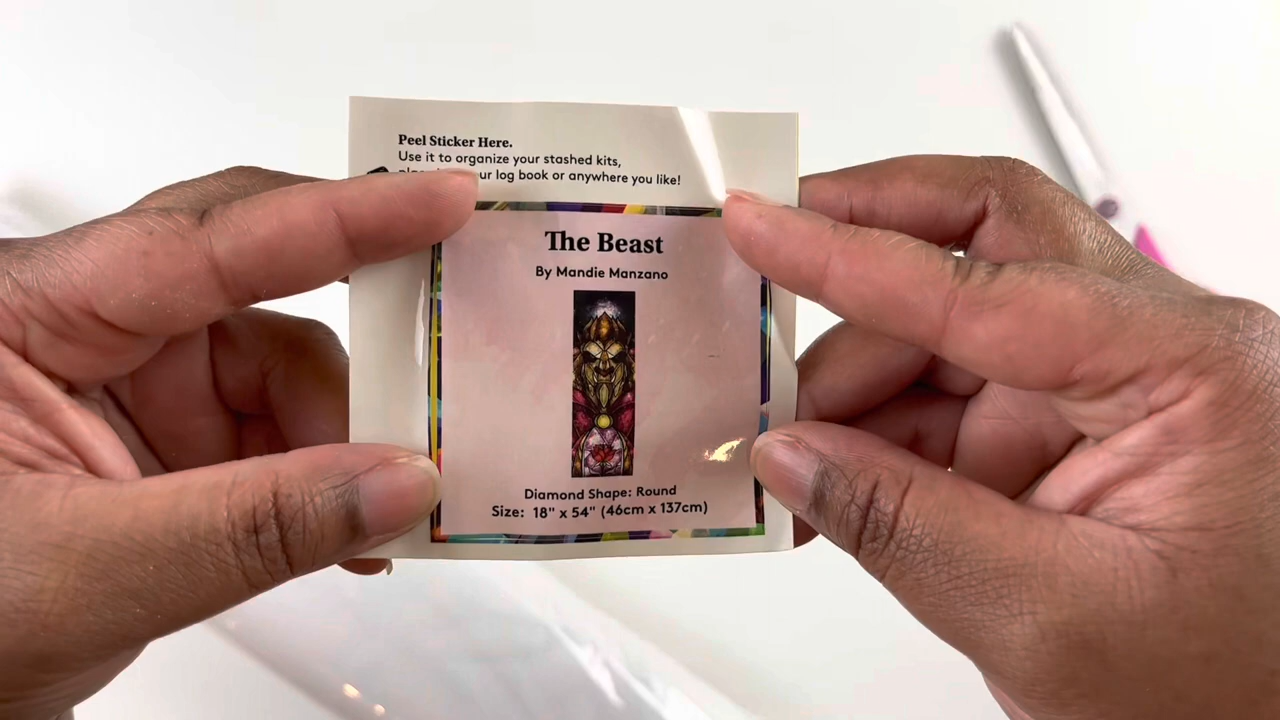 Peel Sticker Here.
Use it to organize your stashed kits,
log book or anywhere you like!
The Beast
By Mandie Manzano
Diamond Shape: Round
Size: 18" x 54" (46cm x 137cm)